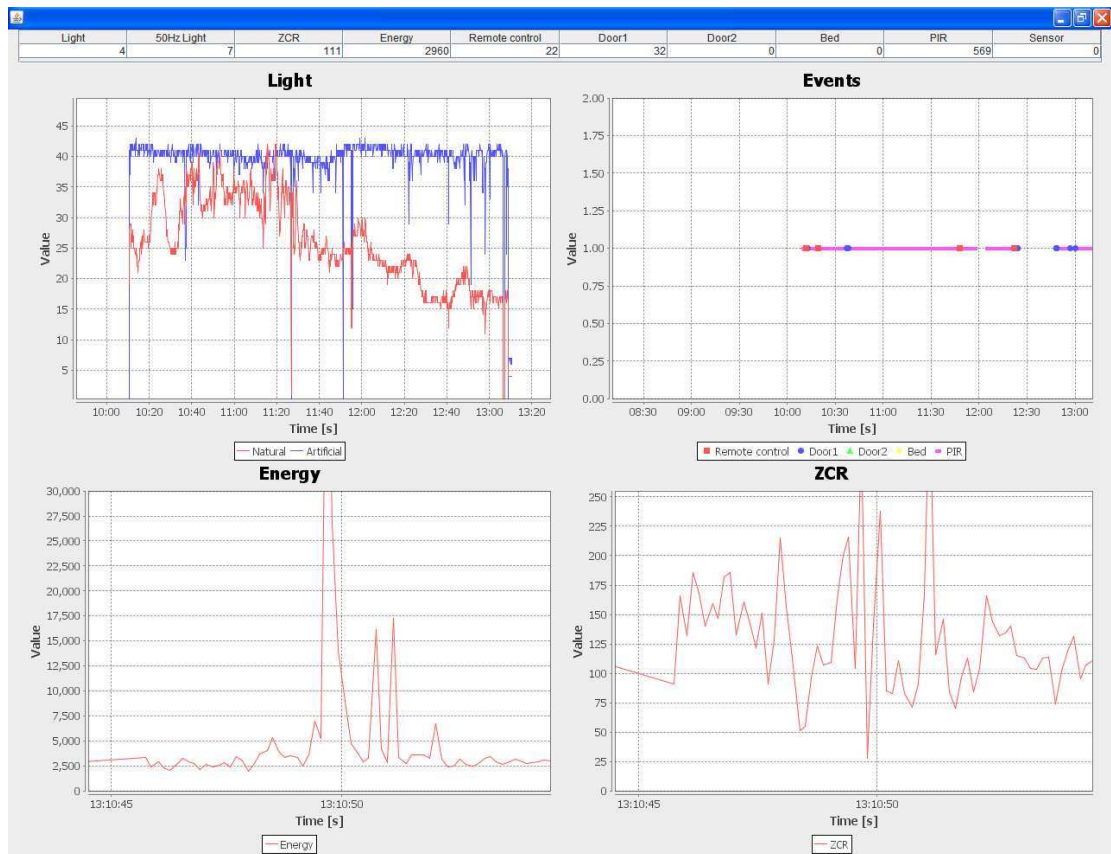 Light 50Hz Light ZCR Energy Remote control Door1 Door2 Bed PIR Sensor
4 7 111 2960 22 32 0 0 569 0
Light
45
40
35
30
25
20
15
10
5
Value
10:00 10:20 10:40 11:00 11:20 11:40 12:00 12:20 12:40 13:00 13:20
Time [s]
Natural Artificial
Events
2.00
1.75
1.50
1.25
1.00
0.75
0.50
0.25
0.00
Value
08:30 09:00 09:30 10:00 10:30 11:00 11:30 12:00 12:30 13:00
Time [s]
Remote control Door1 Door2 Bed PIR
Energy
30,000
27,500
25,000
22,500
20,000
17,500
15,000
12,500
10,000
7,500
5,000
2,500
0
Value
13:10:45 13:10:50
Time [s]
Energy
ZCR
250
225
200
175
150
125
100
75
50
25
0
Value
13:10:45 13:10:50
Time [s]
ZCR